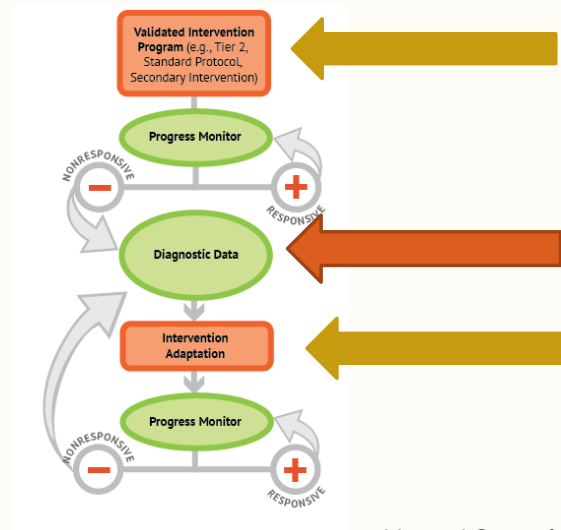 Validated Intervention
Program (e.g., Tier 2,
Standard Protocol,
Secondary Intervention)
Progress Monitor
NONRESPONSIVE
RESPONSIVE
Diagnostic Data
Intervention
Adaptation
Progress Monitor
NONRESPONSIVE
RESPONSIVE